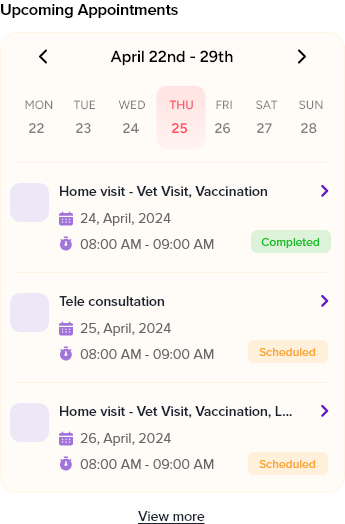 Upcoming Appointments
April 22nd - 29th
MON TUE WED THU FRI SAT SUN
22 23 24 25 26 27 28
Home visit - Vet Visit, Vaccination
24, April, 2024
08:00 AM - 09:00 AM
Completed
Tele consultation
25, April, 2024
08:00 AM - 09:00 AM
Scheduled
Home visit - Vet Visit, Vaccination, L...
26, April, 2024
08:00 AM - 09:00 AM
Scheduled
View more